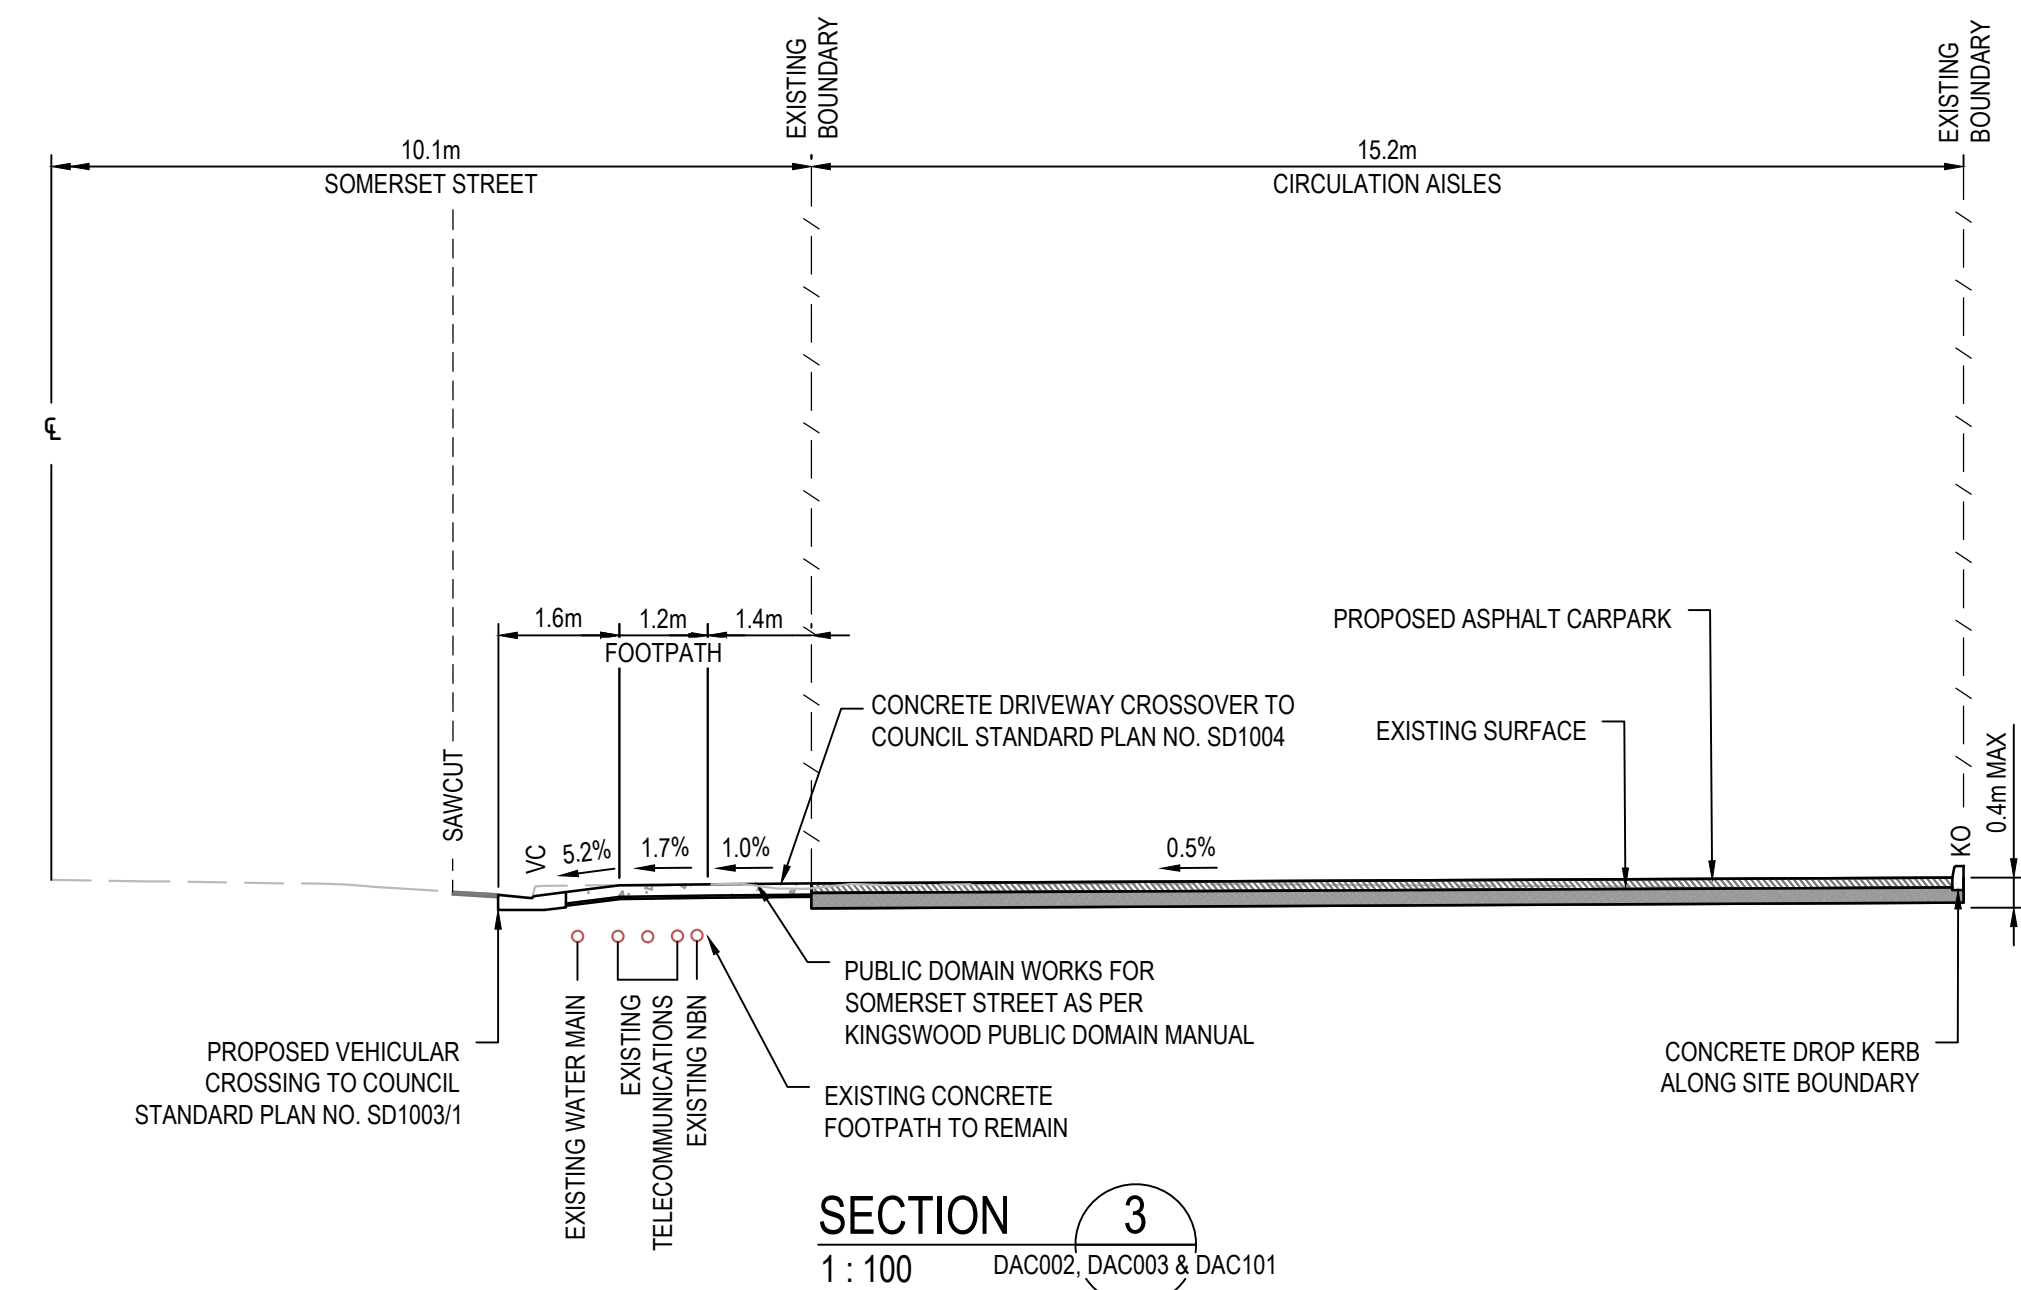 EXISTING
BOUNDARY
EXISTING
BOUNDARY
10.1m
SOMERSET STREET
15.2m
CIRCULATION AISLES
℄
1.6m
1.2m
1.4m
FOOTPATH
PROPOSED ASPHALT CARPARK
CONCRETE DRIVEWAY CROSSOVER TO
COUNCIL STANDARD PLAN NO. SD1004
EXISTING SURFACE
SAWCUT
VC
5.2%
1.7%
1.0%
0.5%
KO
0.4m MAX
PUBLIC DOMAIN WORKS FOR
SOMERSET STREET AS PER
KINGSWOOD PUBLIC DOMAIN MANUAL
PROPOSED VEHICULAR
CROSSING TO COUNCIL
STANDARD PLAN NO. SD1003/1
EXISTING WATER MAIN
EXISTING
TELECOMMUNICATIONS
EXISTING NBN
EXISTING CONCRETE
FOOTPATH TO REMAIN
CONCRETE DROP KERB
ALONG SITE BOUNDARY
SECTION 3
1 : 100 DAC002, DAC003 & DAC101